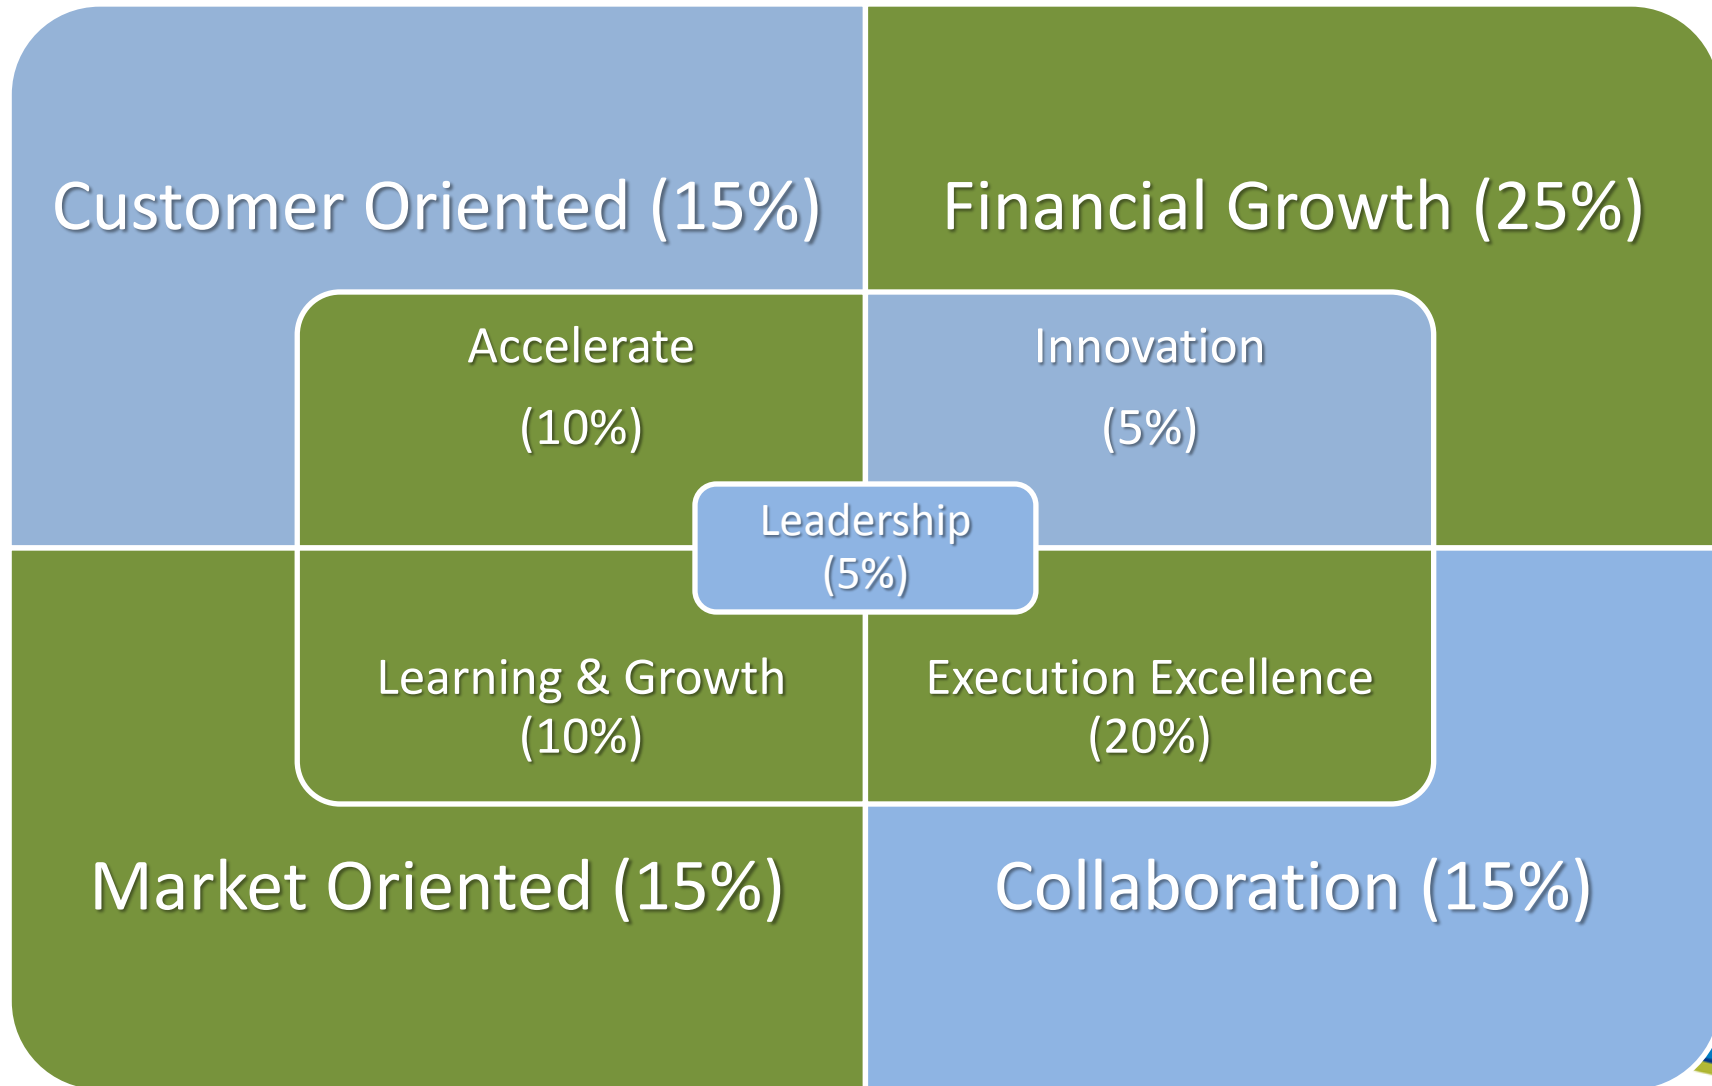 Customer Oriented (15%)
Financial Growth (25%)
Accelerate
(10%)
Innovation
(5%)
Leadership
(5%)
Learning & Growth
(10%)
Execution Excellence
(20%)
Market Oriented (15%)
Collaboration (15%)